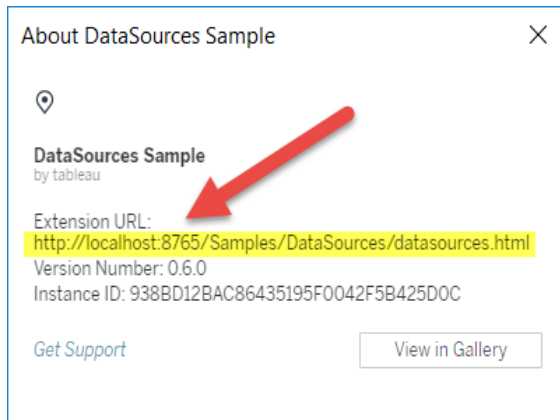 About DataSources Sample
DataSources Sample
by tableau
Extension URL:
http://localhost:8765/Samples/DataSources/datasources.html
Version Number: 0.6.0
Instance ID: 938BD12BAC86435195F0042F5B425D0C
Get Support
View in Gallery